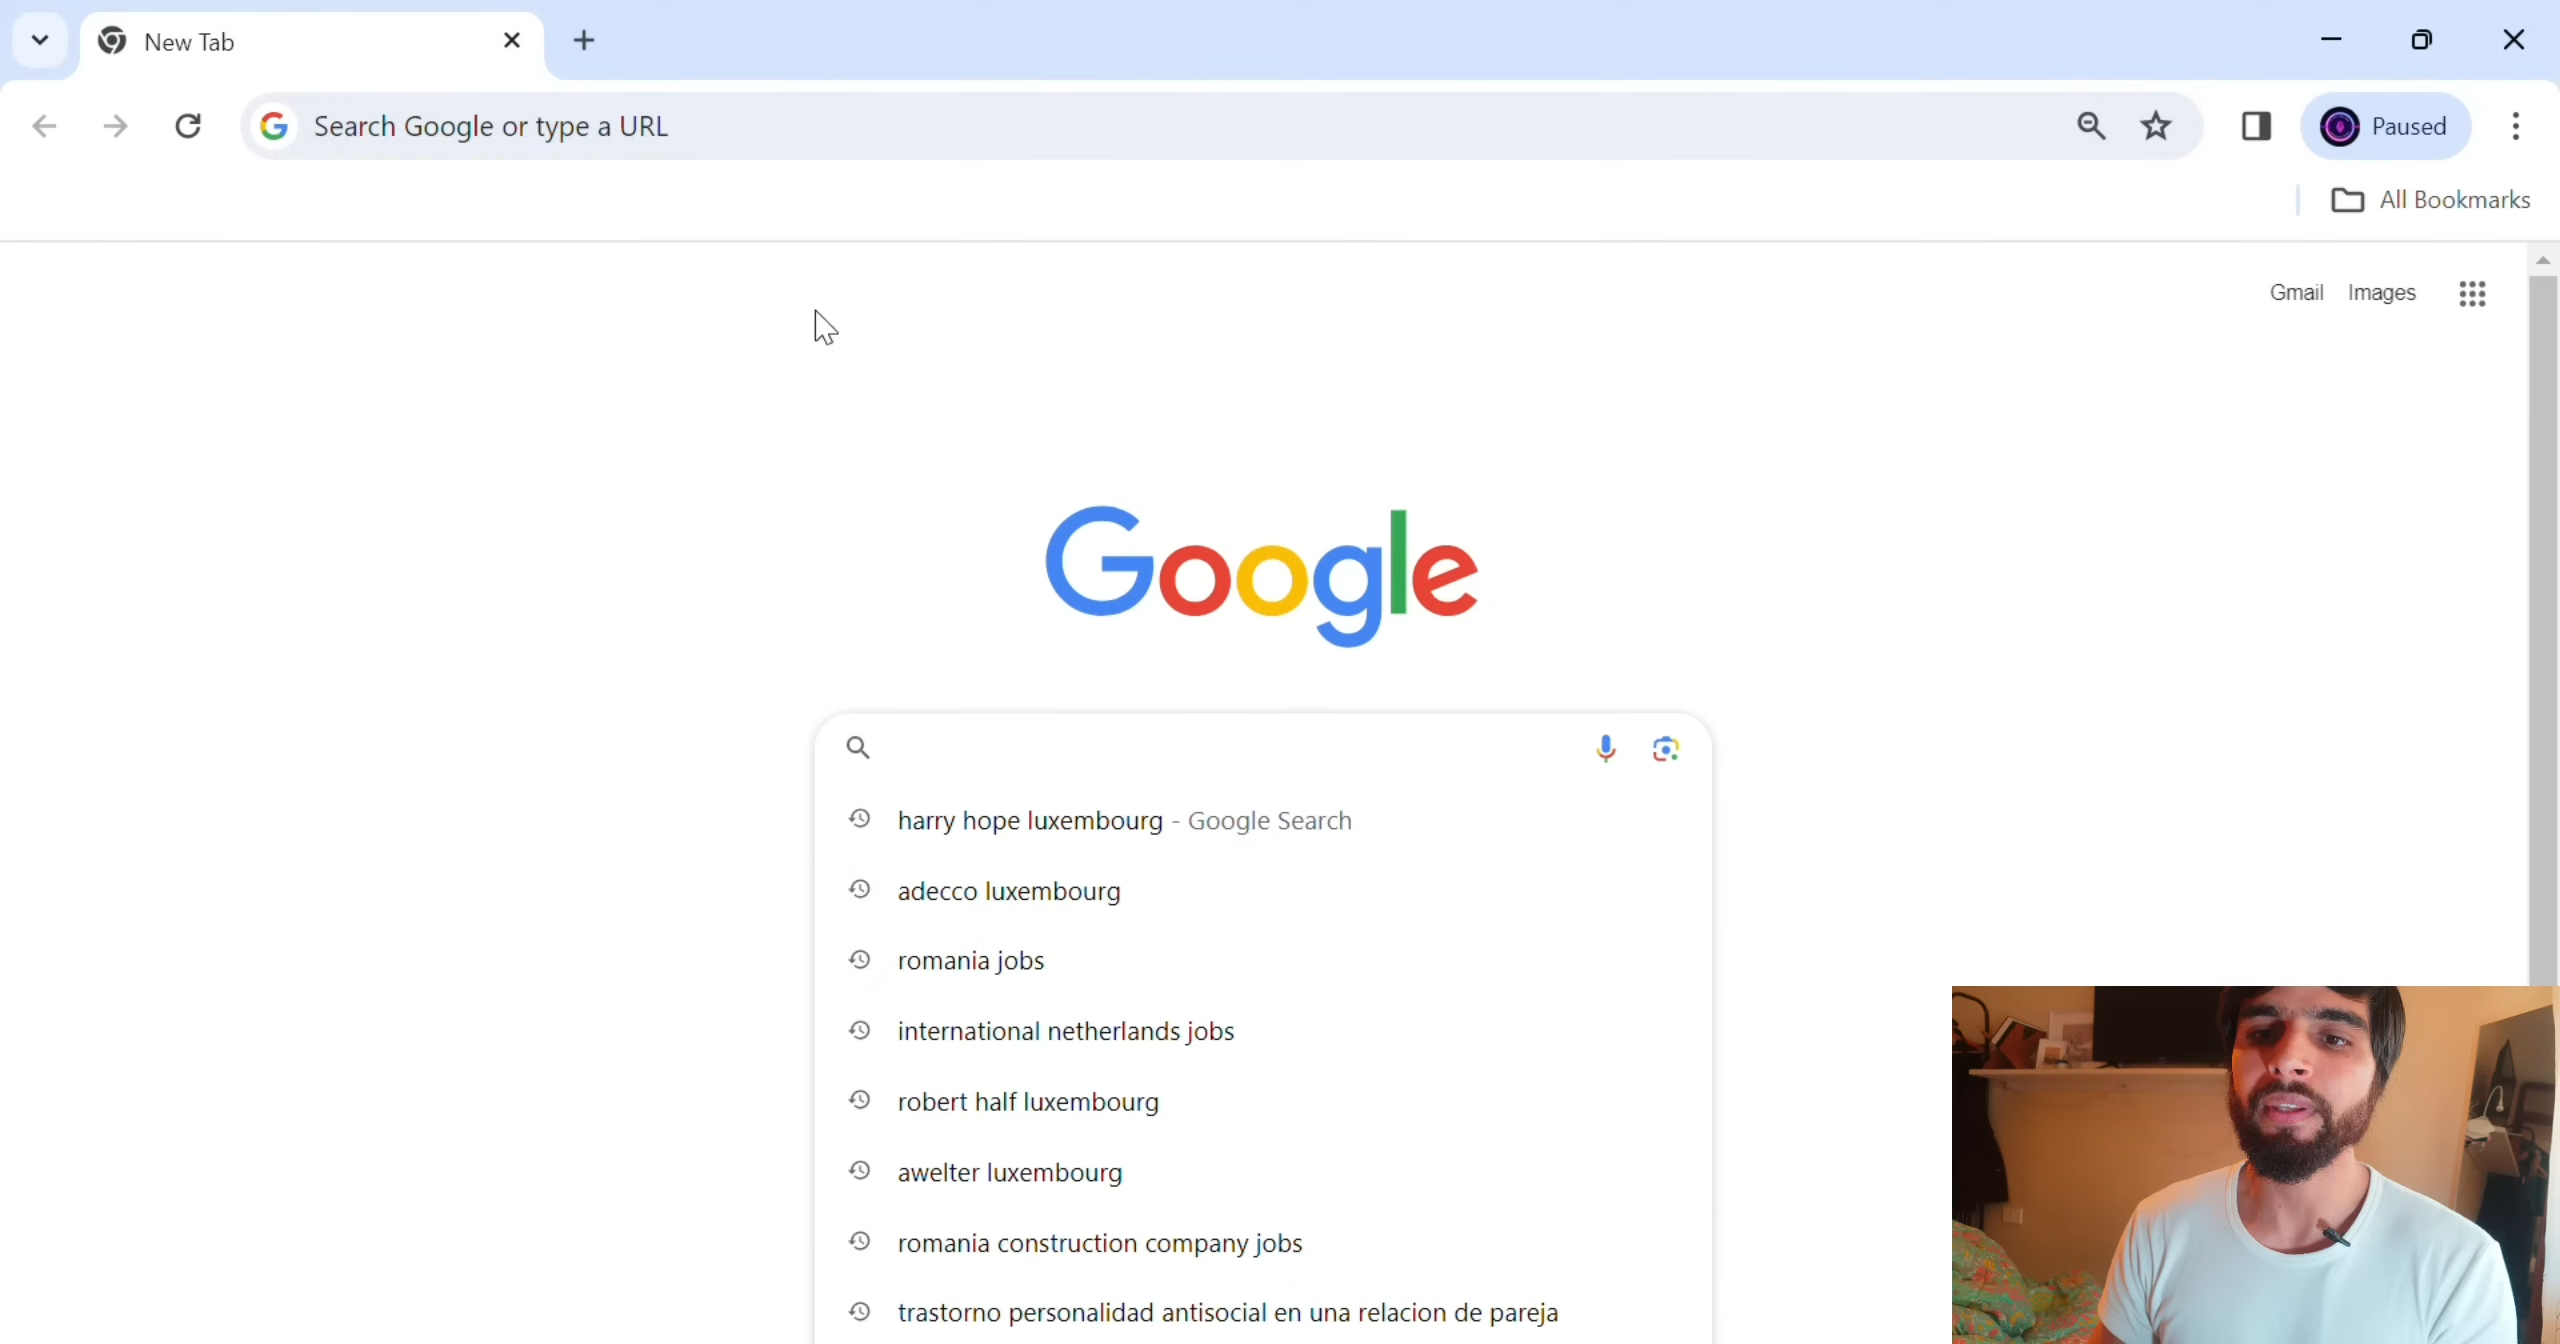 New Tab
Search Google or type a URL
Paused
All Bookmarks
Gmail Images
Google
harry hope luxembourg - Google Search
adecco luxembourg
romania jobs
international netherlands jobs
robert half luxembourg
awelter luxembourg
romania construction company jobs
trastorno personalidad antisocial en una relacion de pareja